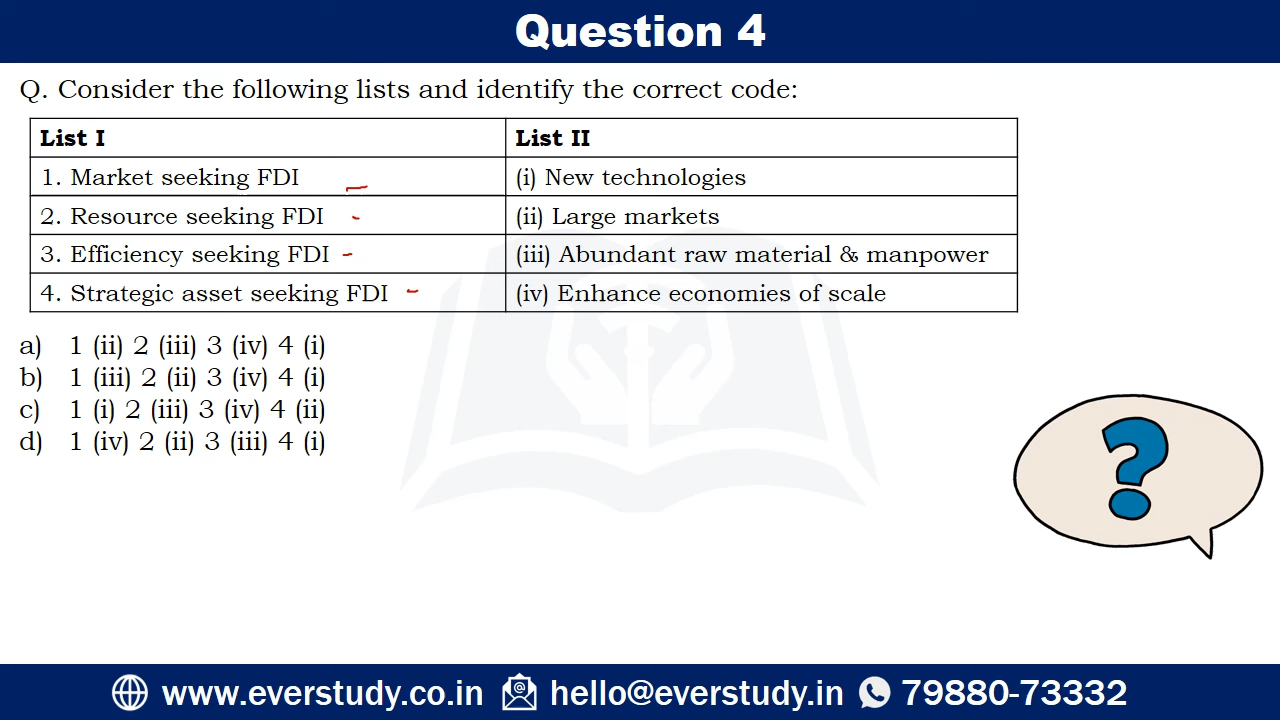 Question 4
Q. Consider the following lists and identify the correct code:
List I List II
1. Market seeking FDI (i) New technologies
2. Resource seeking FDI (ii) Large markets
3. Efficiency seeking FDI (iii) Abundant raw material & manpower
4. Strategic asset seeking FDI (iv) Enhance economies of scale
a) 1 (ii) 2 (iii) 3 (iv) 4 (i)
b) 1 (iii) 2 (ii) 3 (iv) 4 (i)
c) 1 (i) 2 (iii) 3 (iv) 4 (ii)
d) 1 (iv) 2 (ii) 3 (iii) 4 (i)
?
www.everstudy.co.in hello@everstudy.in 79880-73332